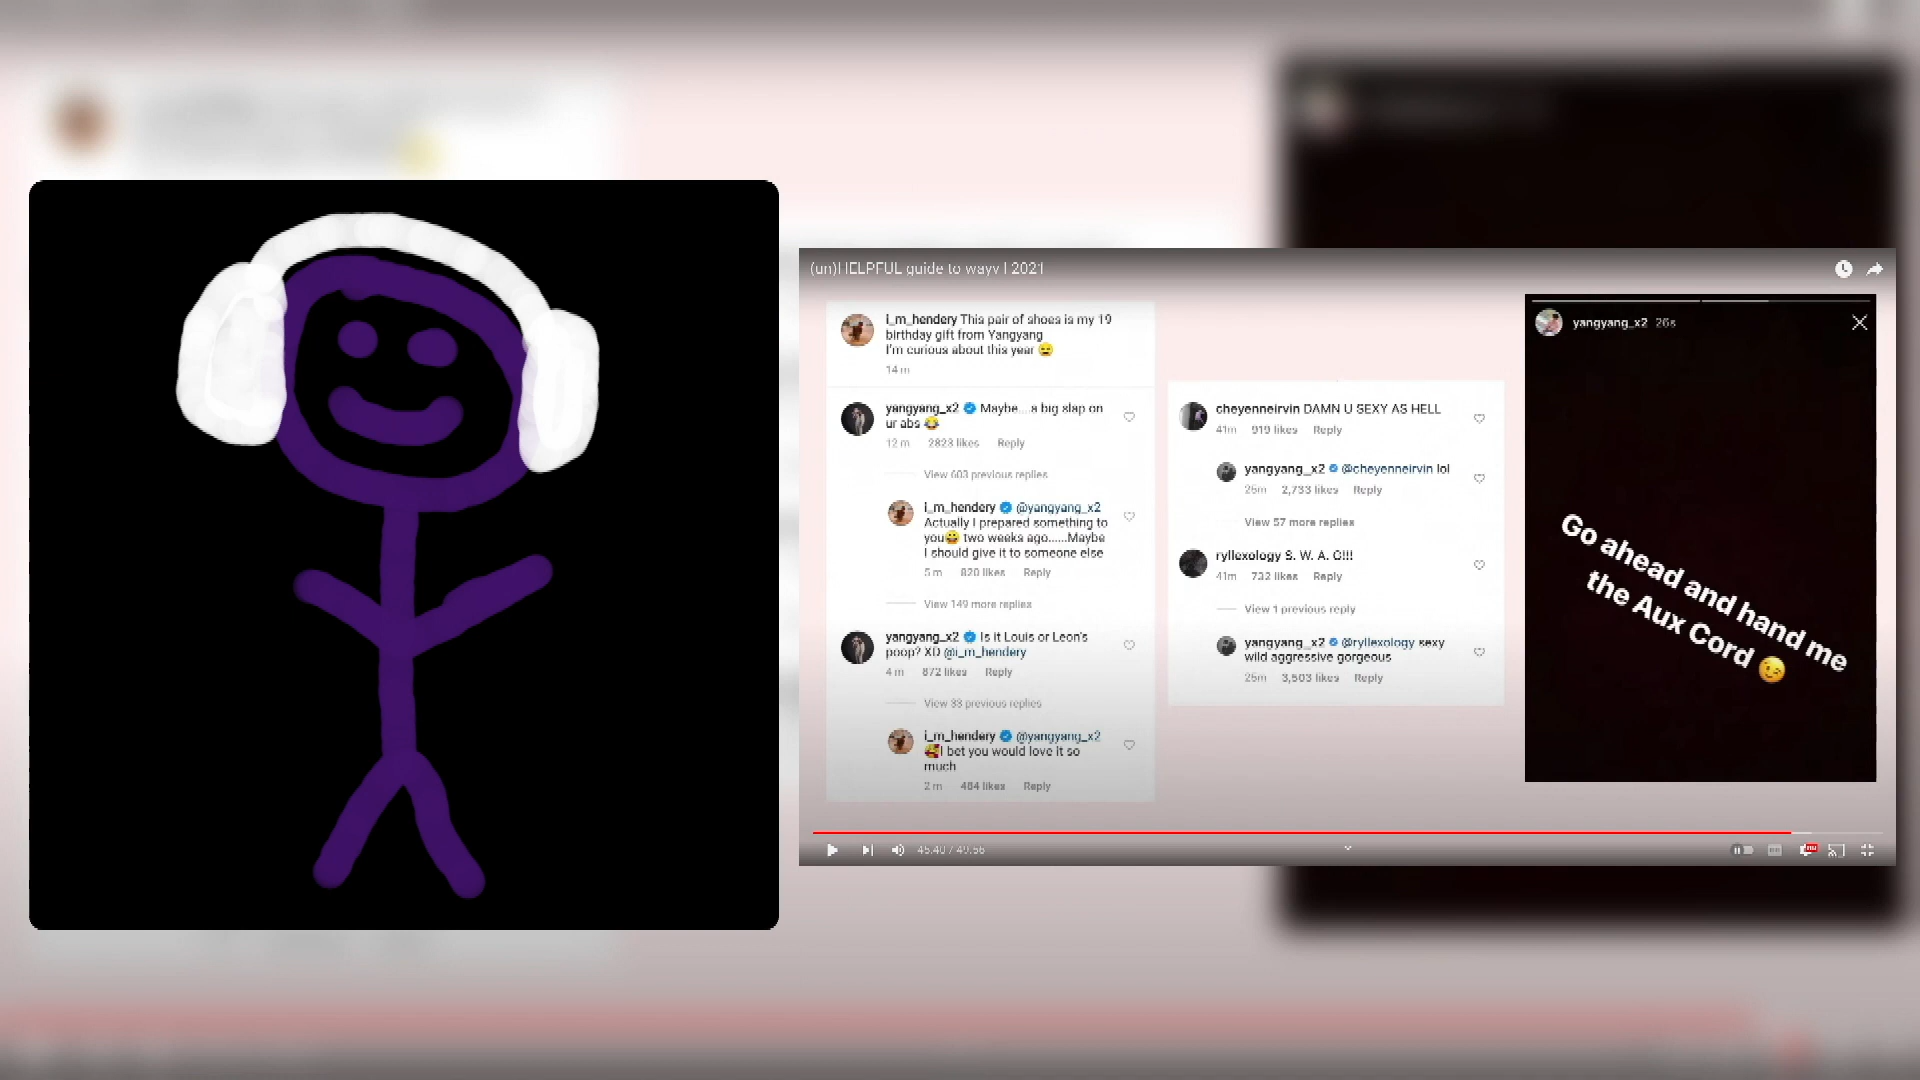 (un)HELPFUL guide to wayv | 2021
i_m_hendery This pair of shoes is my 19
birthday gift from Yangyang
I'm curious about this year 😄
14 m
yangyang_x2 Maybe....a big slap on
ur abs 😂
12 m 2823 likes Reply
View 603 previous replies
i_m_hendery @yangyang_x2
Actually I prepared something to
you😀 two weeks ago......Maybe
I should give it to someone else
5 m 820 likes Reply
View 149 more replies
yangyang_x2 Is it Louis or Leon's
poop? XD @i_m_hendery
4 m 872 likes Reply
View 33 previous replies
i_m_hendery @yangyang_x2
🥰I bet you would love it so
much
2 m 484 likes Reply
cheyenneirvin DAMN U SEXY AS HELL
41m 919 likes Reply
yangyang_x2 @cheyenneirvin lol
26m 2,733 likes Reply
View 57 more replies
ryllexology S. W. A. G!!!
41m 732 likes Reply
View 1 previous reply
yangyang_x2 @ryllexology sexy
wild aggressive gorgeous
26m 3,503 likes Reply
yangyang_x2 26s
Go ahead and hand me
the Aux Cord 😉
45:40 / 49:56